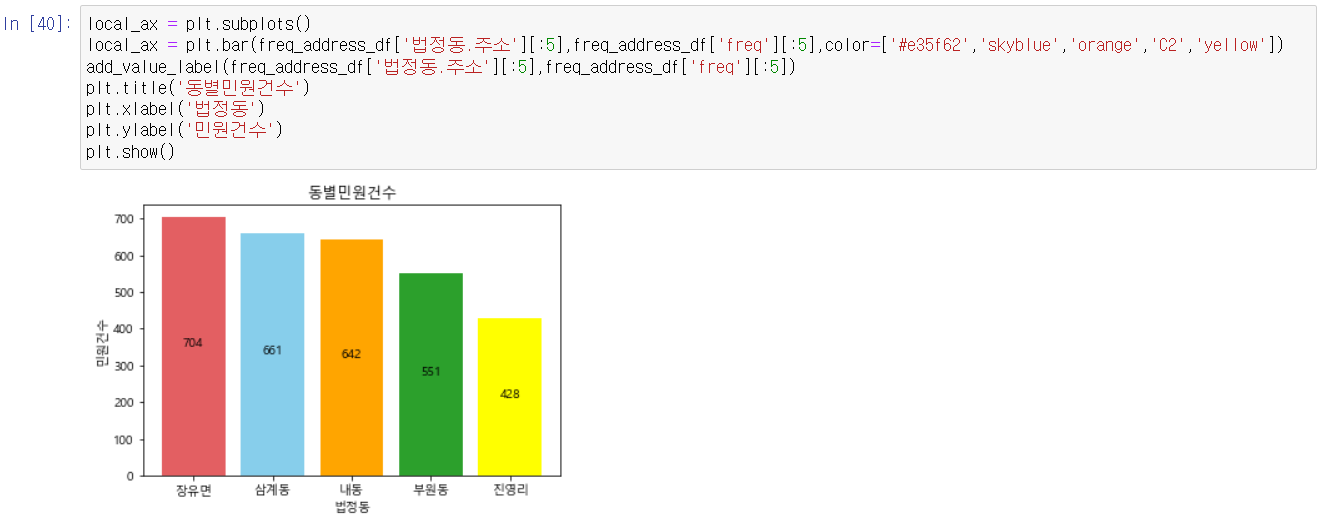 In [40]:
local_ax = plt.subplots()
local_ax = plt.bar(freq_address_df['법정동.주소'][:5],freq_address_df['freq'][:5],color=['#e35f62','skyblue','orange','C2','yellow'])
add_value_label(freq_address_df['법정동.주소'][:5],freq_address_df['freq'][:5])
plt.title('동별민원건수')
plt.xlabel('법정동')
plt.ylabel('민원건수')
plt.show()
동별민원건수
민원건수
700
600
500
400
300
200
100
0
704
661
642
551
428
장유면 삼계동 내동 부원동 진영리
법정동